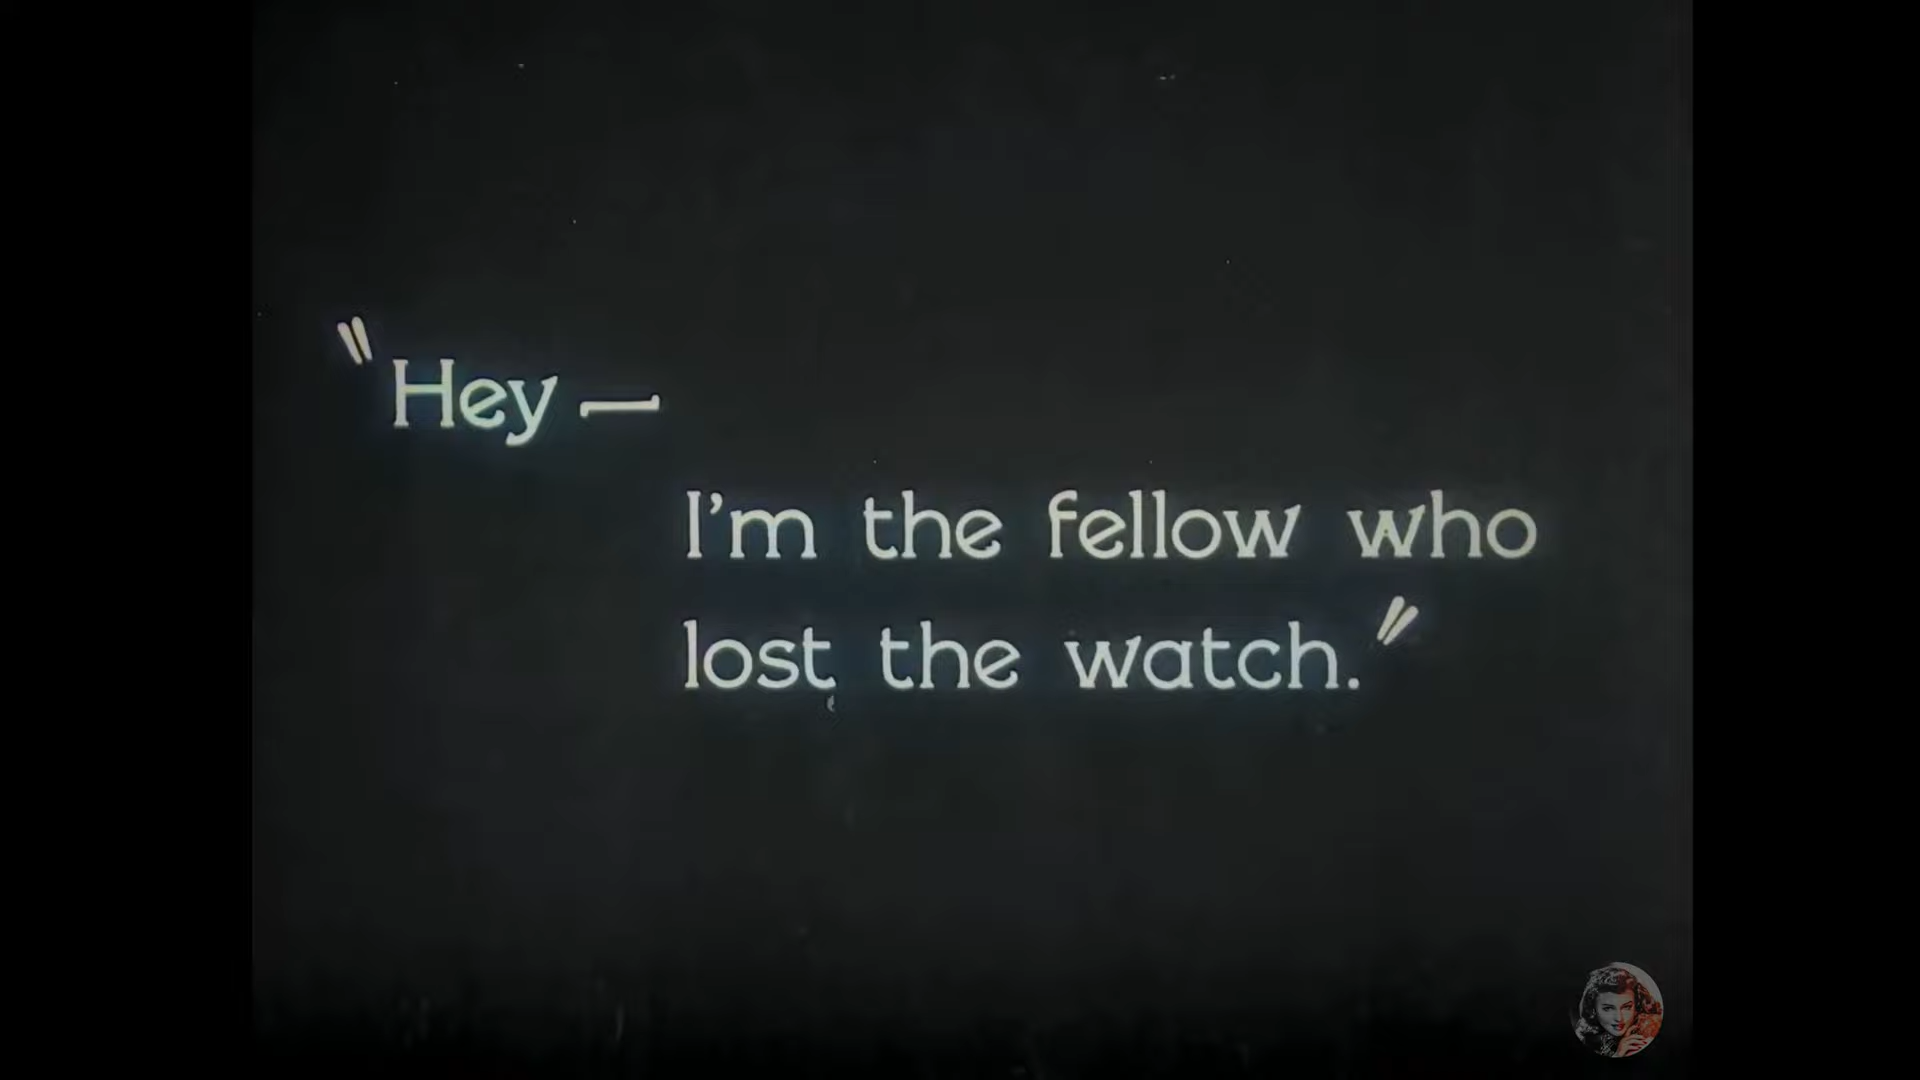 "Hey —
I'm the fellow who
lost the watch."